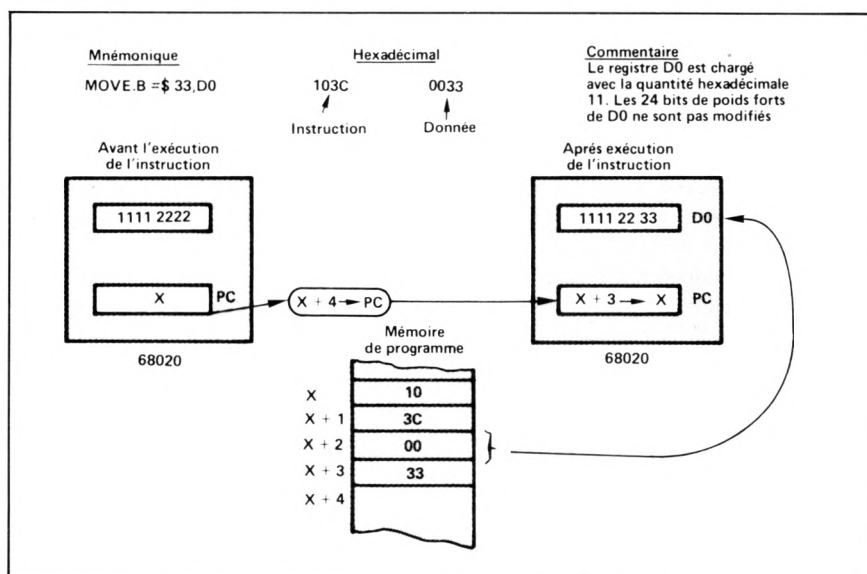 Mnémonique
MOVE.B =$ 33,D0
Hexadécimal
103C 0033
Instruction Donnée
Commentaire
Le registre D0 est chargé
avec la quantité hexadécimale
11. Les 24 bits de poids forts
de D0 ne sont pas modifiés
Avant l'exécution
de l'instruction
1111 2222
X PC
68020
X + 4 → PC
Aprés exécution
de l'instruction
1111 22 33 D0
X + 3 → X PC
68020
Mémoire
de programme
X 10
X + 1 3C
X + 2 00
X + 3 33
X + 4